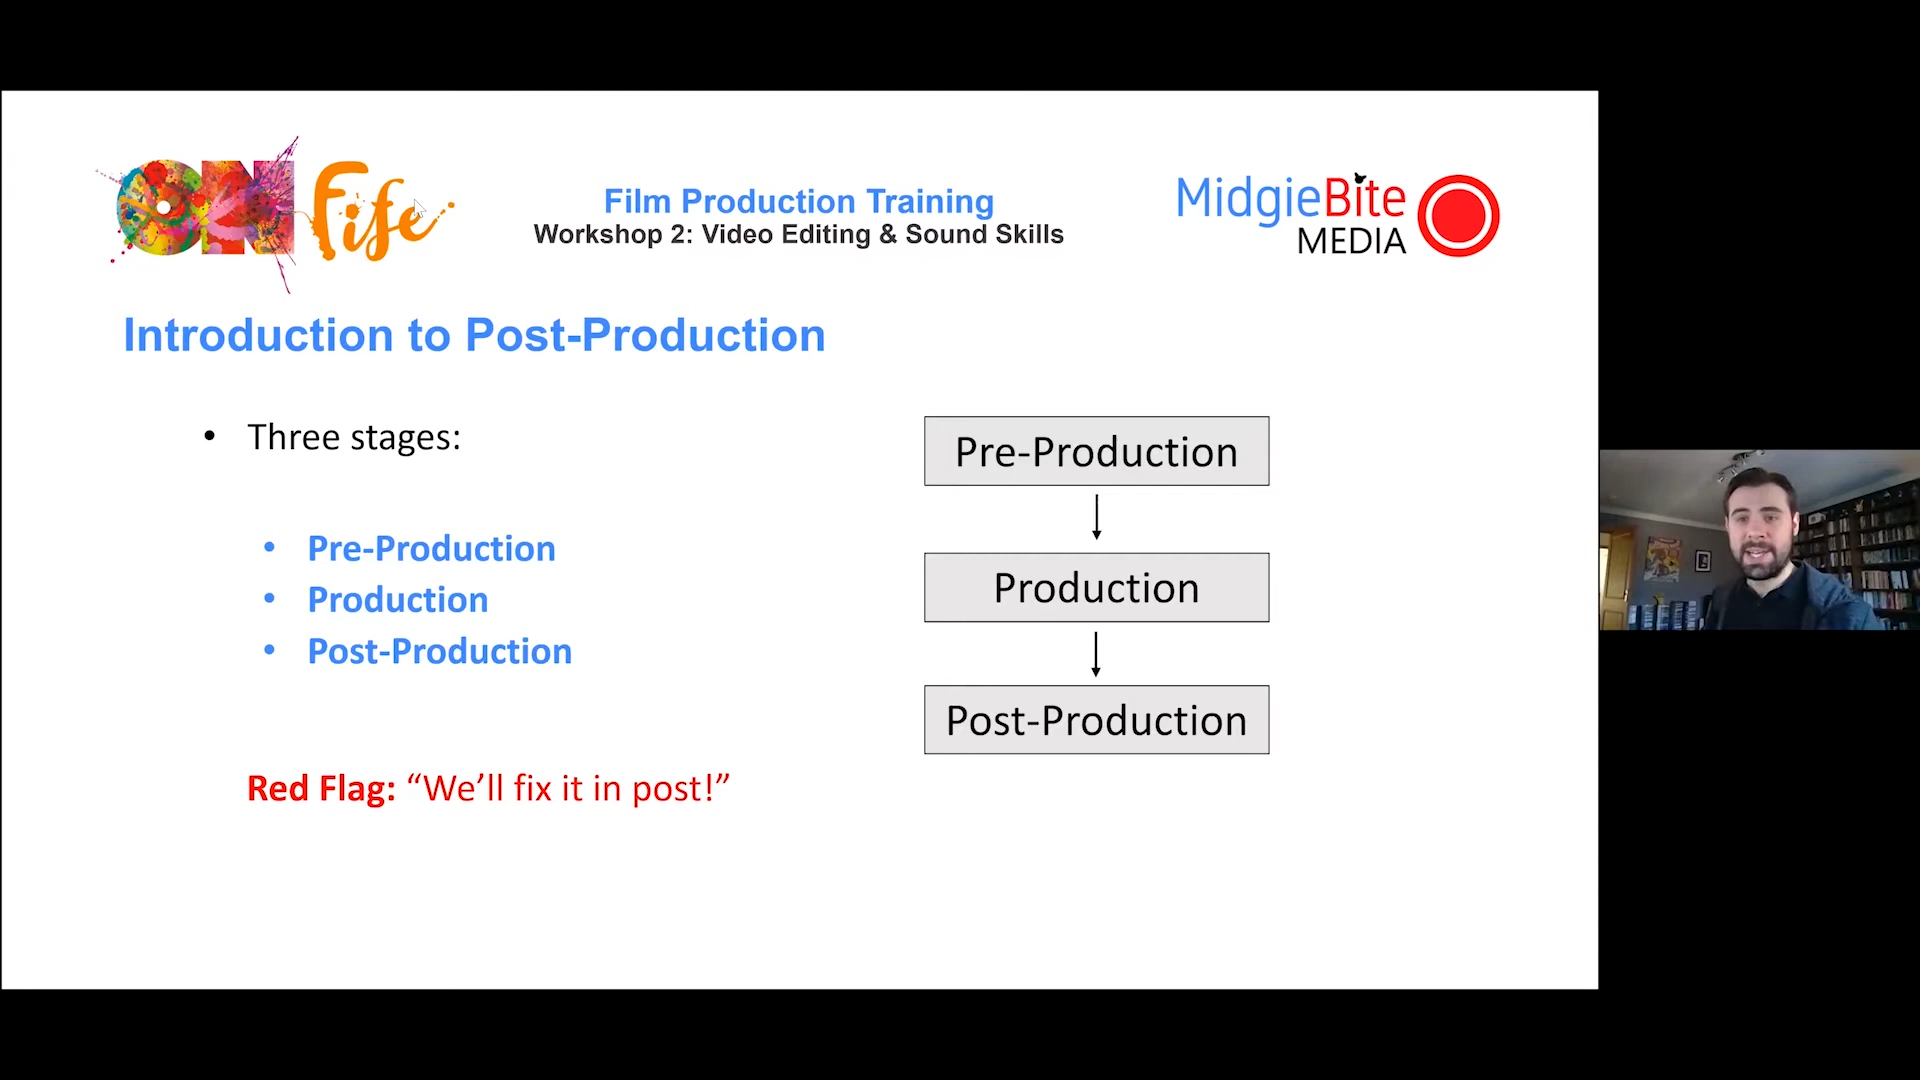 ON Fife
Film Production Training
Workshop 2: Video Editing & Sound Skills
MidgieBite
MEDIA
Introduction to Post-Production
• Three stages:
• Pre-Production
• Production
• Post-Production
Red Flag: “We’ll fix it in post!”
Pre-Production
Production
Post-Production